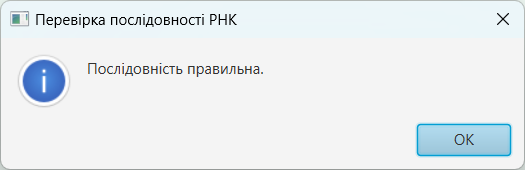 Перевірка послідовності РНК
Послідовність правильна.
OK